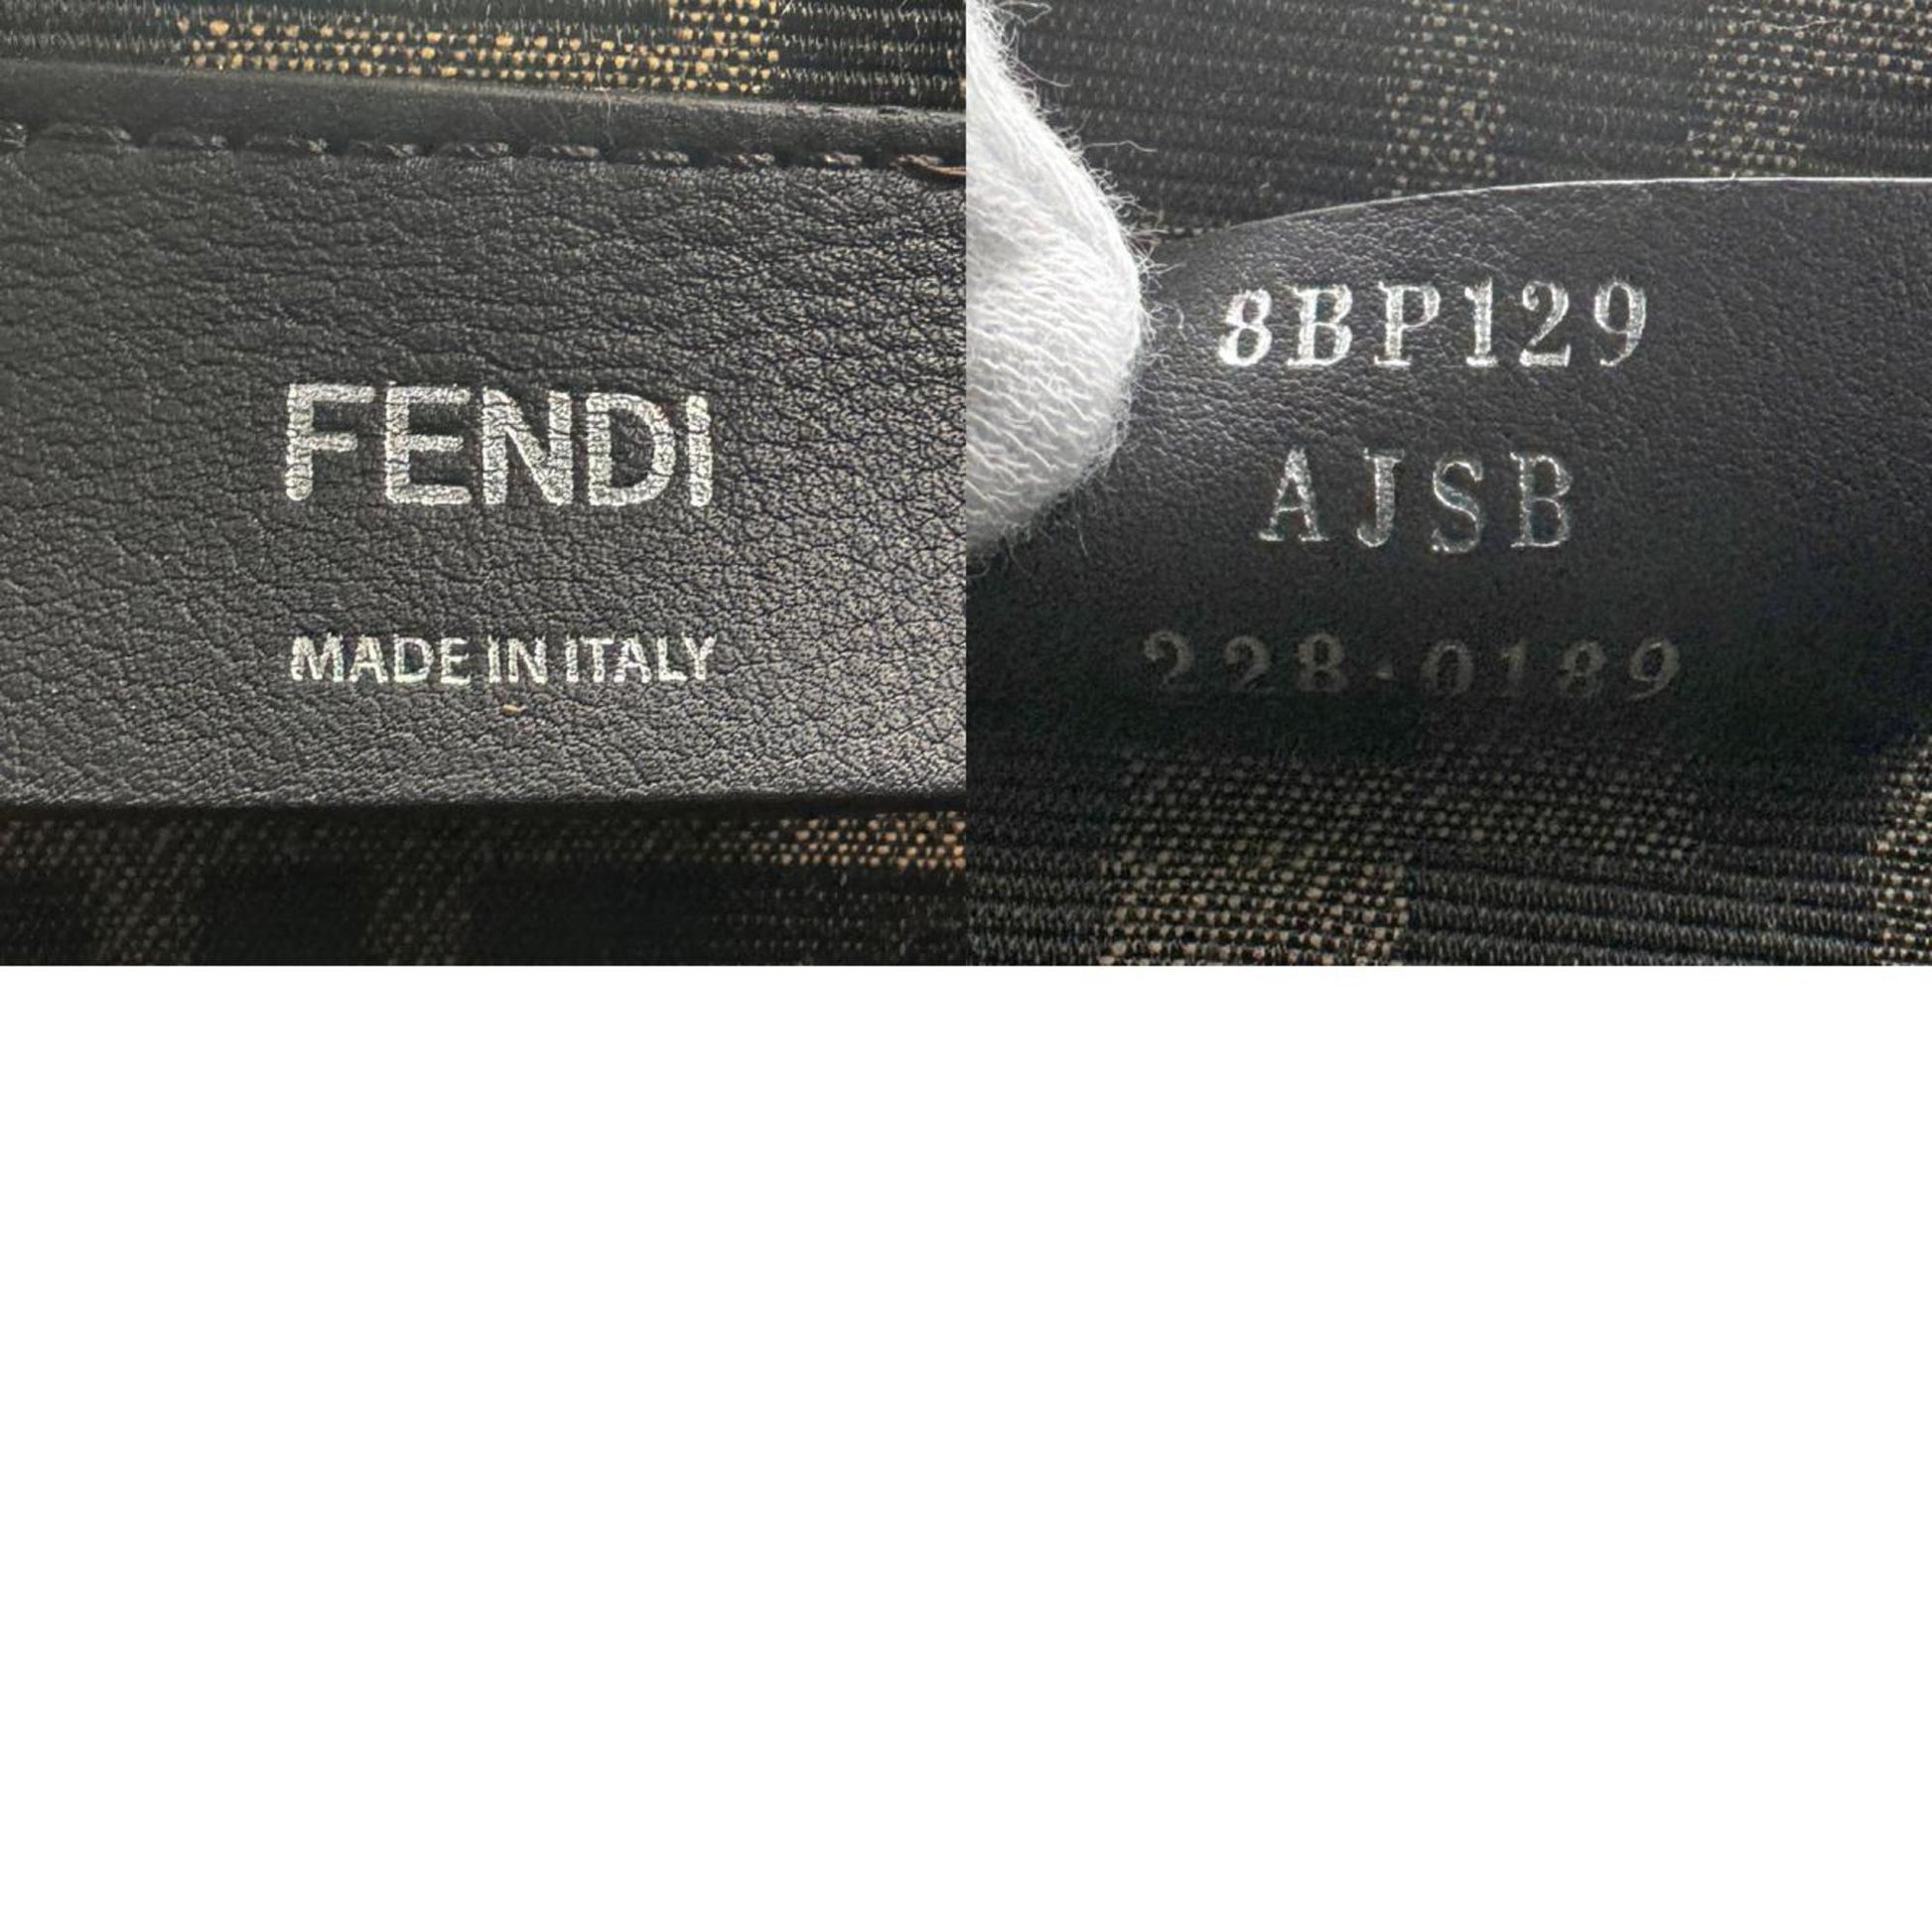 FENDI
MADE IN ITALY
8BP129
AJSB
228-0189